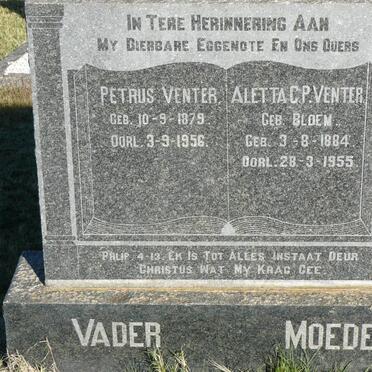 IN TERE HERINNERING AAN
MY DIERBARE EGGENOTE EN ONS OUERS
PETRUS VENTER,
GEB. 10-9-1879.
OORL. 3-9-1956.
ALETTA C.P. VENTER,
GEB. BLOEM
GEB. 3-8-1884
OORL. 28-3-1955.
PHLIP. 4-13. EK IS TOT ALLES INSTAAT DEUR
CHRISTUS WAT MY KRAG GEE.
VADER
MOEDE